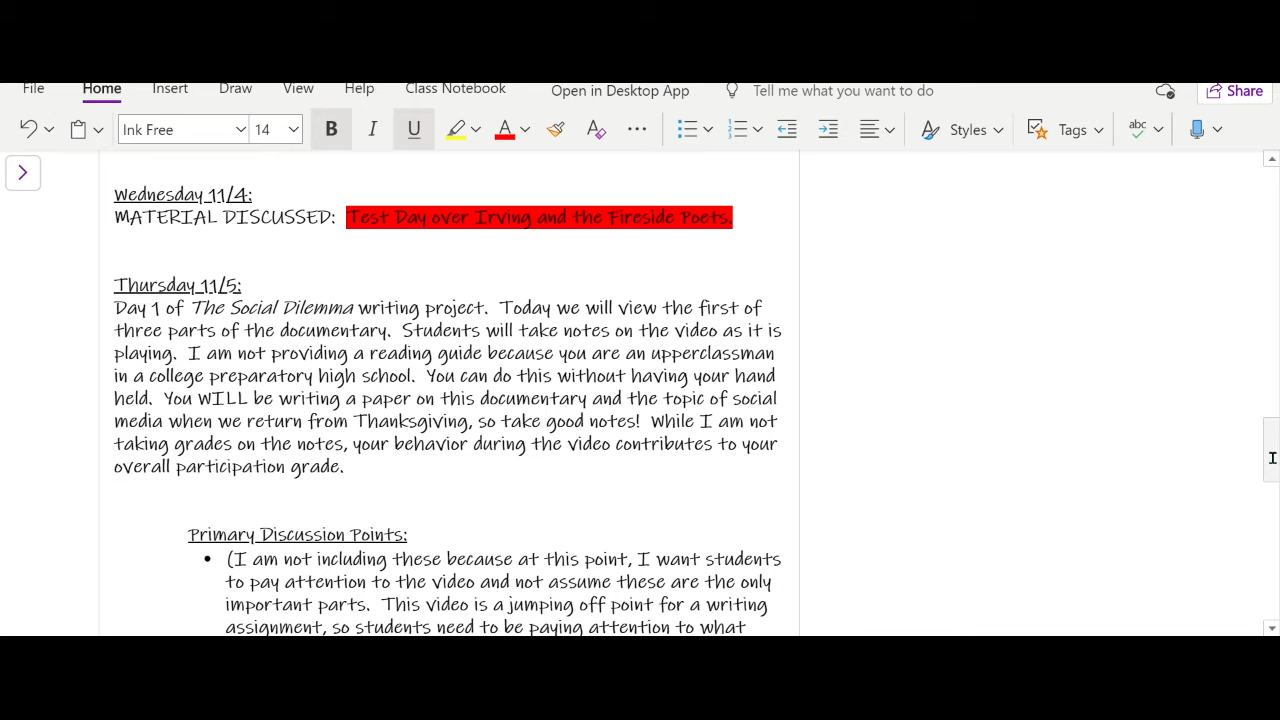 File Home Insert Draw View Help Class Notebook Open in Desktop App Tell me what you want to do Share
Ink Free 14 B I U Styles Tags abc
Wednesday 11/4:
MATERIAL DISCUSSED: Test Day over Irving and the Fireside Poets.
Thursday 11/5:
Day 1 of The Social Dilemma writing project. Today we will view the first of
three parts of the documentary. Students will take notes on the video as it is
playing. I am not providing a reading guide because you are an upperclassman
in a college preparatory high school. You can do this without having your hand
held. You WILL be writing a paper on this documentary and the topic of social
media when we return from Thanksgiving, so take good notes! While I am not
taking grades on the notes, your behavior during the video contributes to your
overall participation grade.
Primary Discussion Points:
• (I am not including these because at this point, I want students
to pay attention to the video and not assume these are the only
important parts. This video is a jumping off point for a writing
assignment, so students need to be paying attention to what